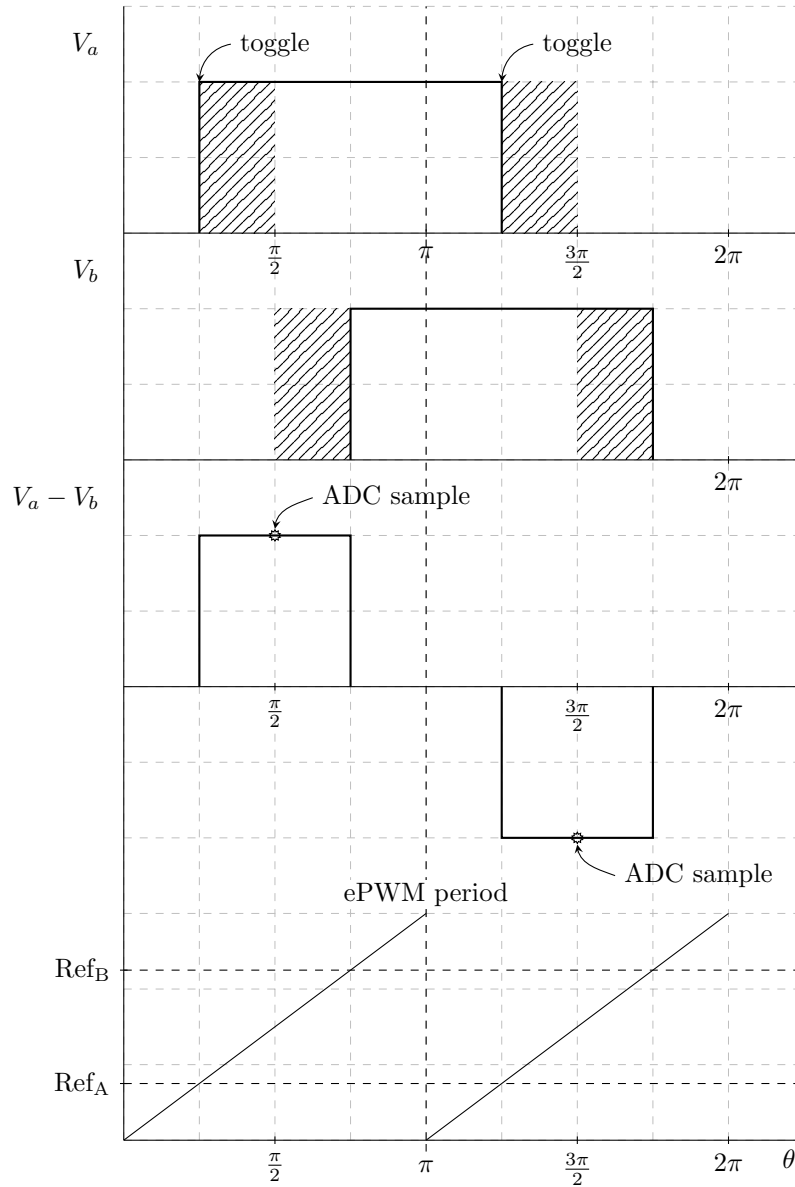 V_a
toggle
toggle
π/2
π
3π/2
2π
V_b
2π
V_a − V_b
ADC sample
π/2
3π/2
2π
ADC sample
ePWM period
Ref_B
Ref_A
π/2
π
3π/2
2π
θ